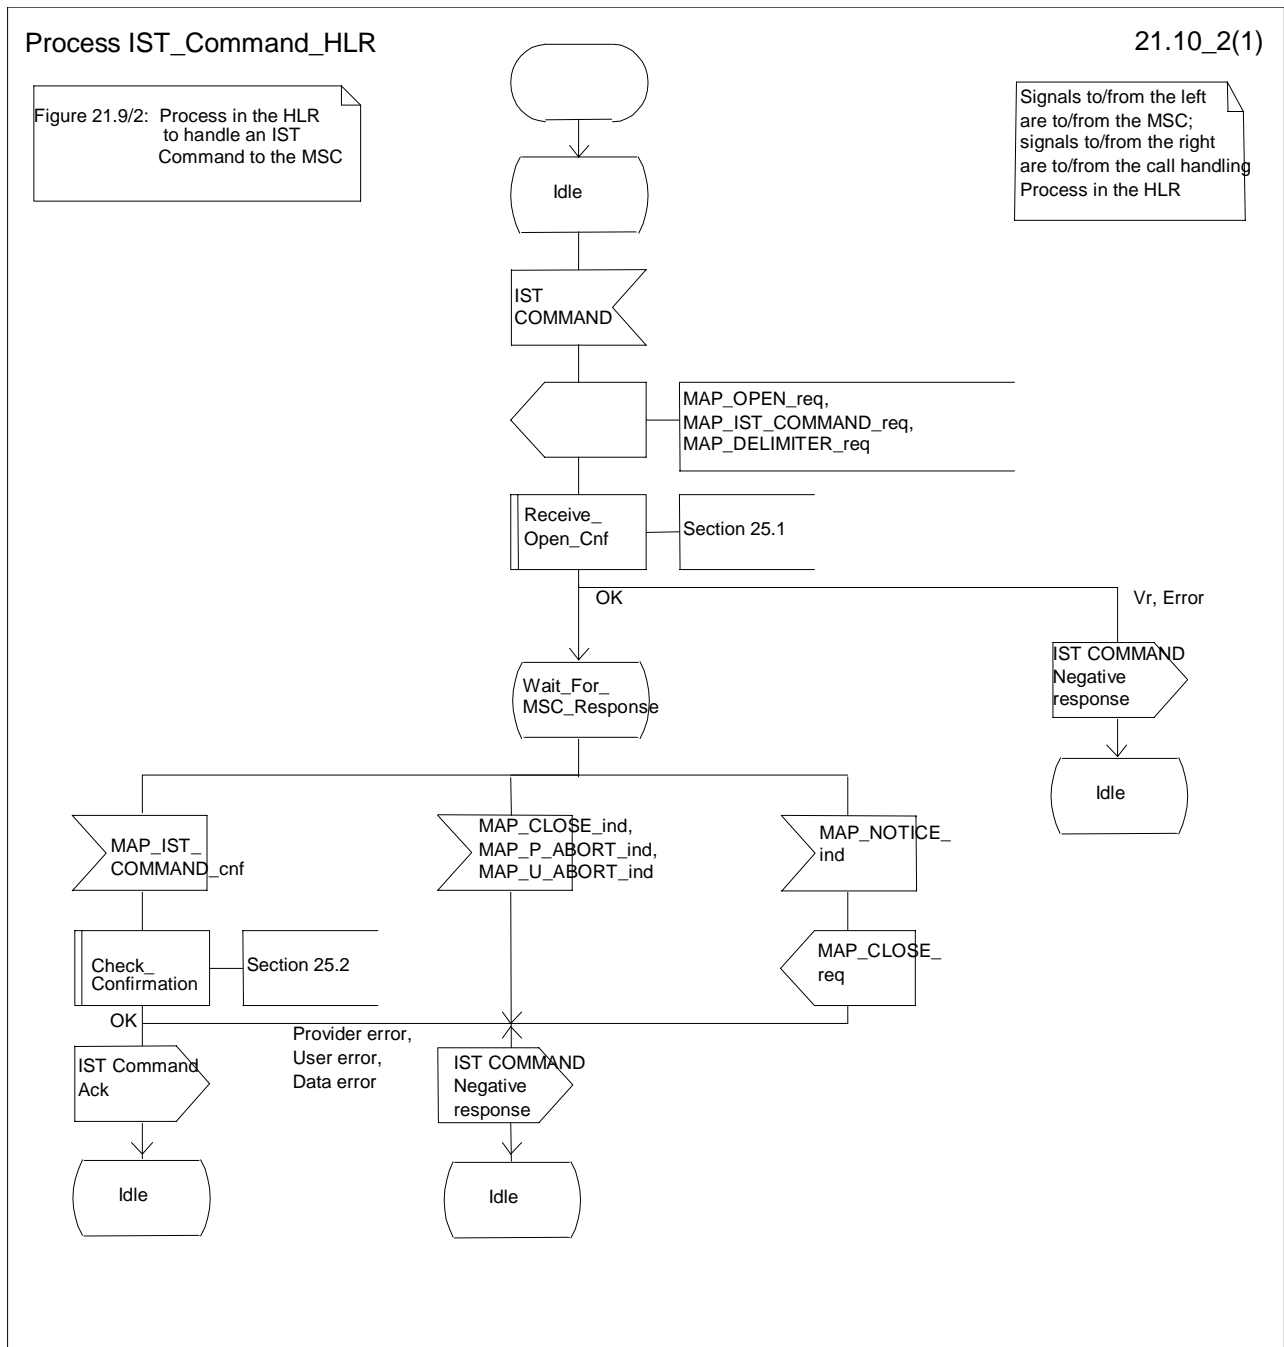 Process IST_Command_HLR
21.10_2(1)
Figure 21.9/2: Process in the HLR
to handle an IST
Command to the MSC
Signals to/from the left
are to/from the MSC;
signals to/from the right
are to/from the call handling
Process in the HLR
Idle
IST
COMMAND
MAP_OPEN_req,
MAP_IST_COMMAND_req,
MAP_DELIMITER_req
Receive_
Open_Cnf
Section 25.1
OK
Vr, Error
IST COMMAND
Negative
response
Idle
Wait_For_
MSC_Response
MAP_IST_
COMMAND_cnf
MAP_CLOSE_ind,
MAP_P_ABORT_ind,
MAP_U_ABORT_ind
MAP_NOTICE_
ind
Check_
Confirmation
Section 25.2
MAP_CLOSE_
req
OK
Provider error,
User error,
Data error
IST Command
Ack
IST COMMAND
Negative
response
Idle
Idle